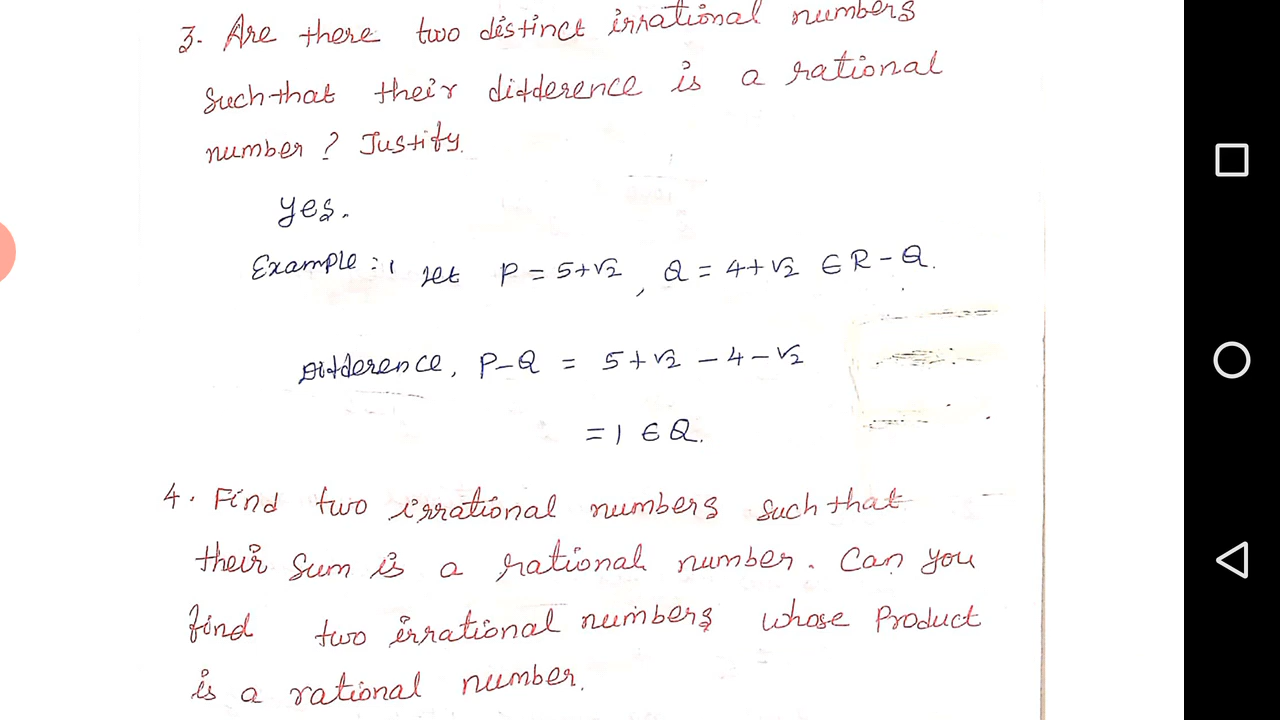 3. Are there two distinct irrational numbers
such that their difference is a rational
number? Justify.
yes.
Example : 1 Let P = 5+√2 , Q = 4+√2 ∈ R - Q.
Difference, P-Q = 5+√2 - 4 - √2
= 1 ∈ Q.
4. Find two irrational numbers such that
their sum is a rational number. Can you
find two irrational numbers whose Product
is a rational number.